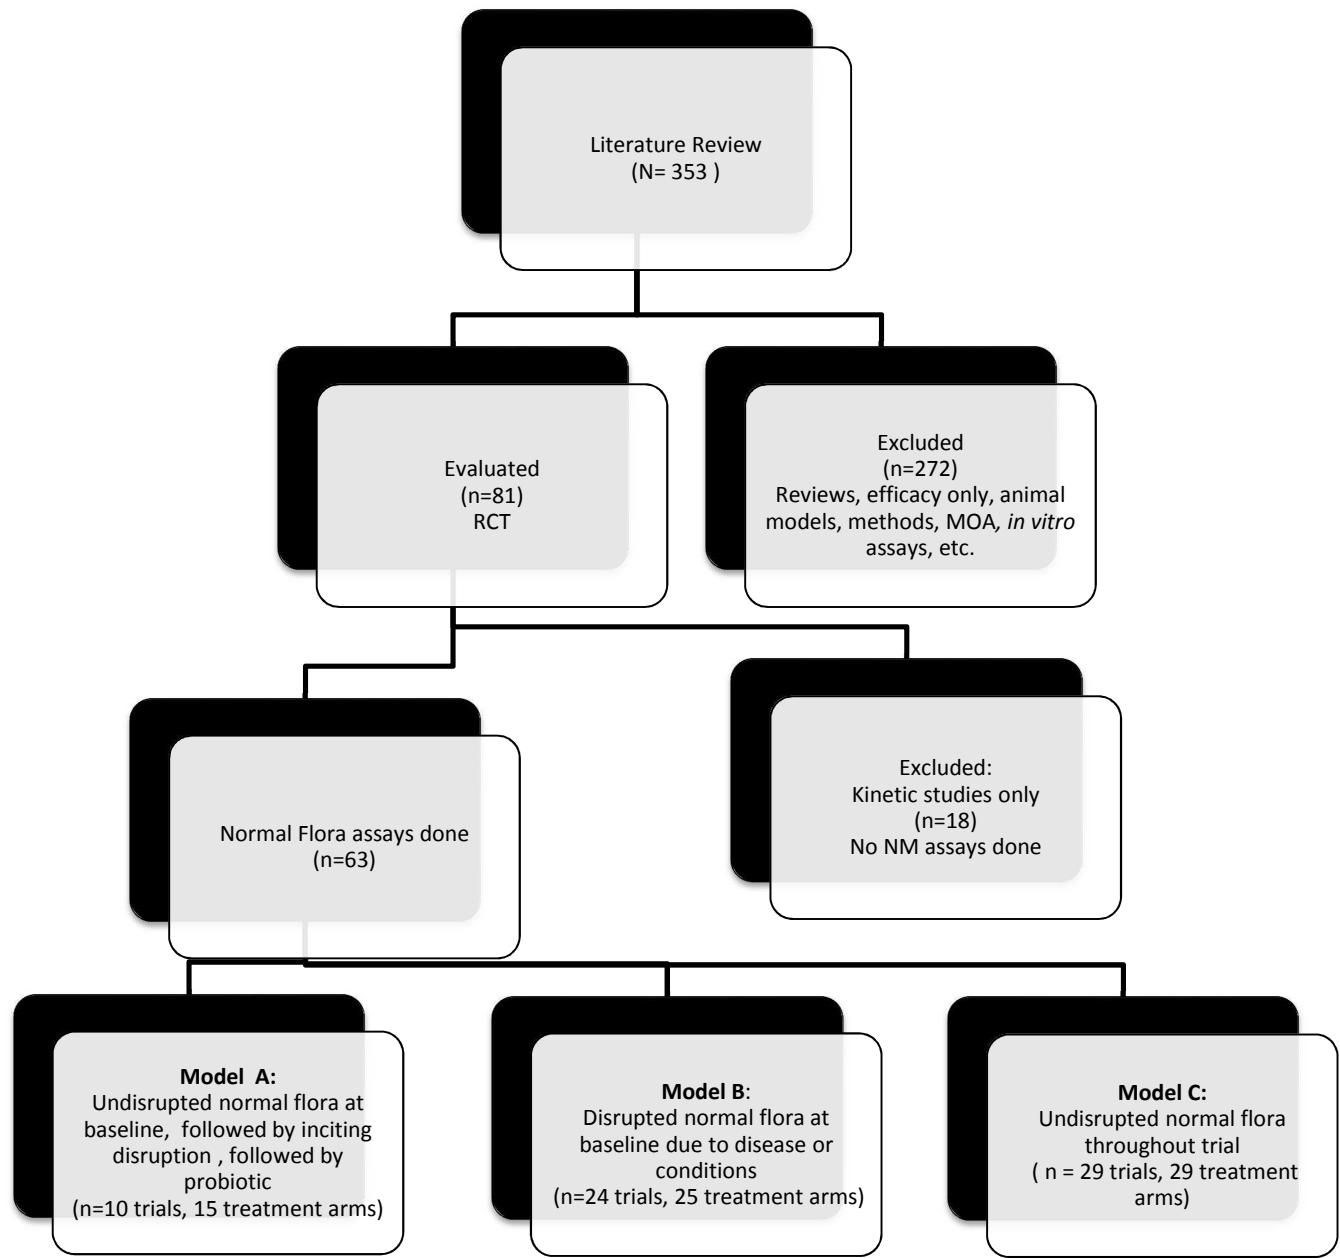 Literature Review
(N= 353 )
Evaluated
(n=81)
RCT
Excluded
(n=272)
Reviews, efficacy only, animal
models, methods, MOA, in vitro
assays, etc.
Normal Flora assays done
(n=63)
Excluded:
Kinetic studies only
(n=18)
No NM assays done
Model A:
Undisrupted normal flora at
baseline, followed by inciting
disruption , followed by
probiotic
(n=10 trials, 15 treatment arms)
Model B:
Disrupted normal flora at
baseline due to disease or
conditions
(n=24 trials, 25 treatment arms)
Model C:
Undisrupted normal flora
throughout trial
( n = 29 trials, 29 treatment
arms)